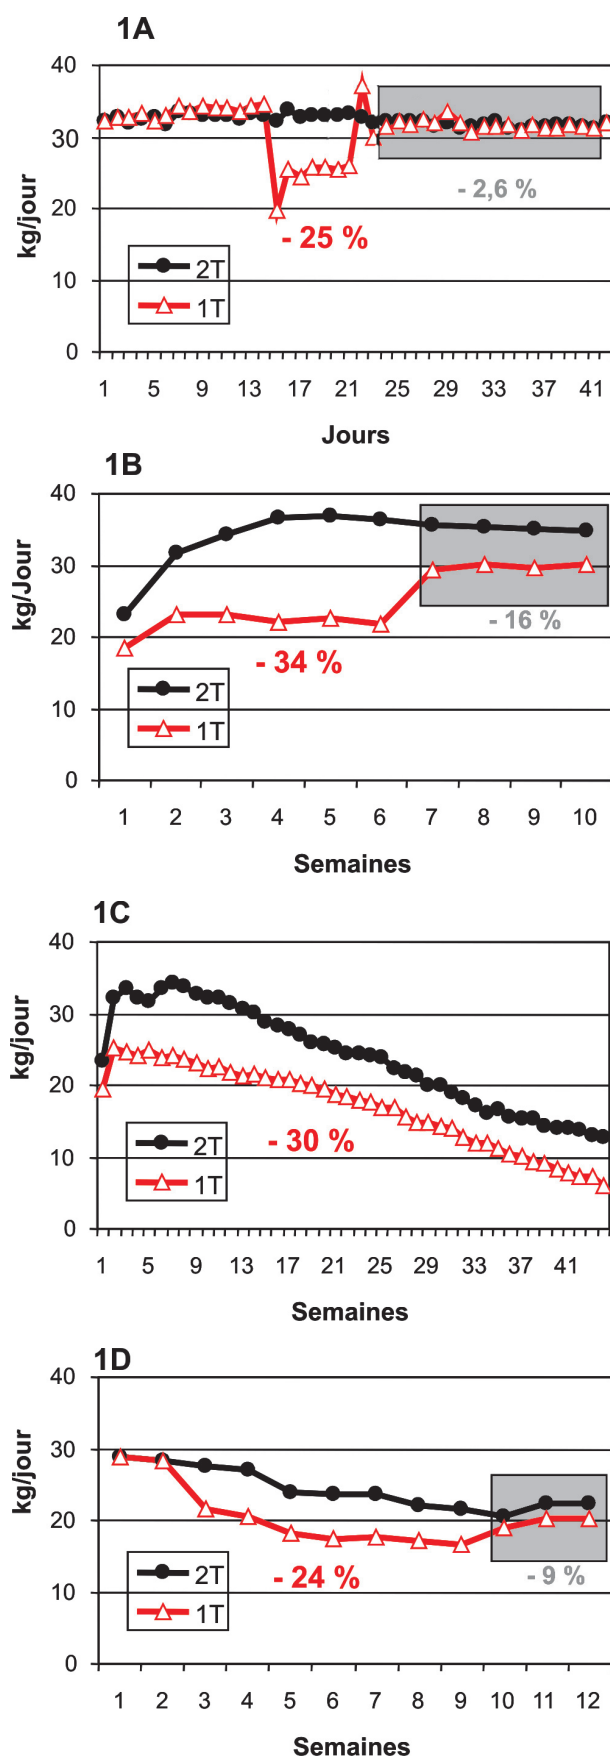 1A
40
30
20
10
0
kg/jour
- 2,6 %
- 25 %
2T
1T
1 5 9 13 17 21 25 29 33 37 41
Jours
1B
40
30
20
10
0
kg/Jour
- 16 %
- 34 %
2T
1T
1 2 3 4 5 6 7 8 9 10
Semaines
1C
40
30
20
10
0
kg/jour
2T
- 30 %
1T
1 5 9 13 17 21 25 29 33 37 41
Semaines
1D
40
30
20
10
0
kg/jour
2T
- 24 %
- 9 %
1T
1 2 3 4 5 6 7 8 9 10 11 12
Semaines